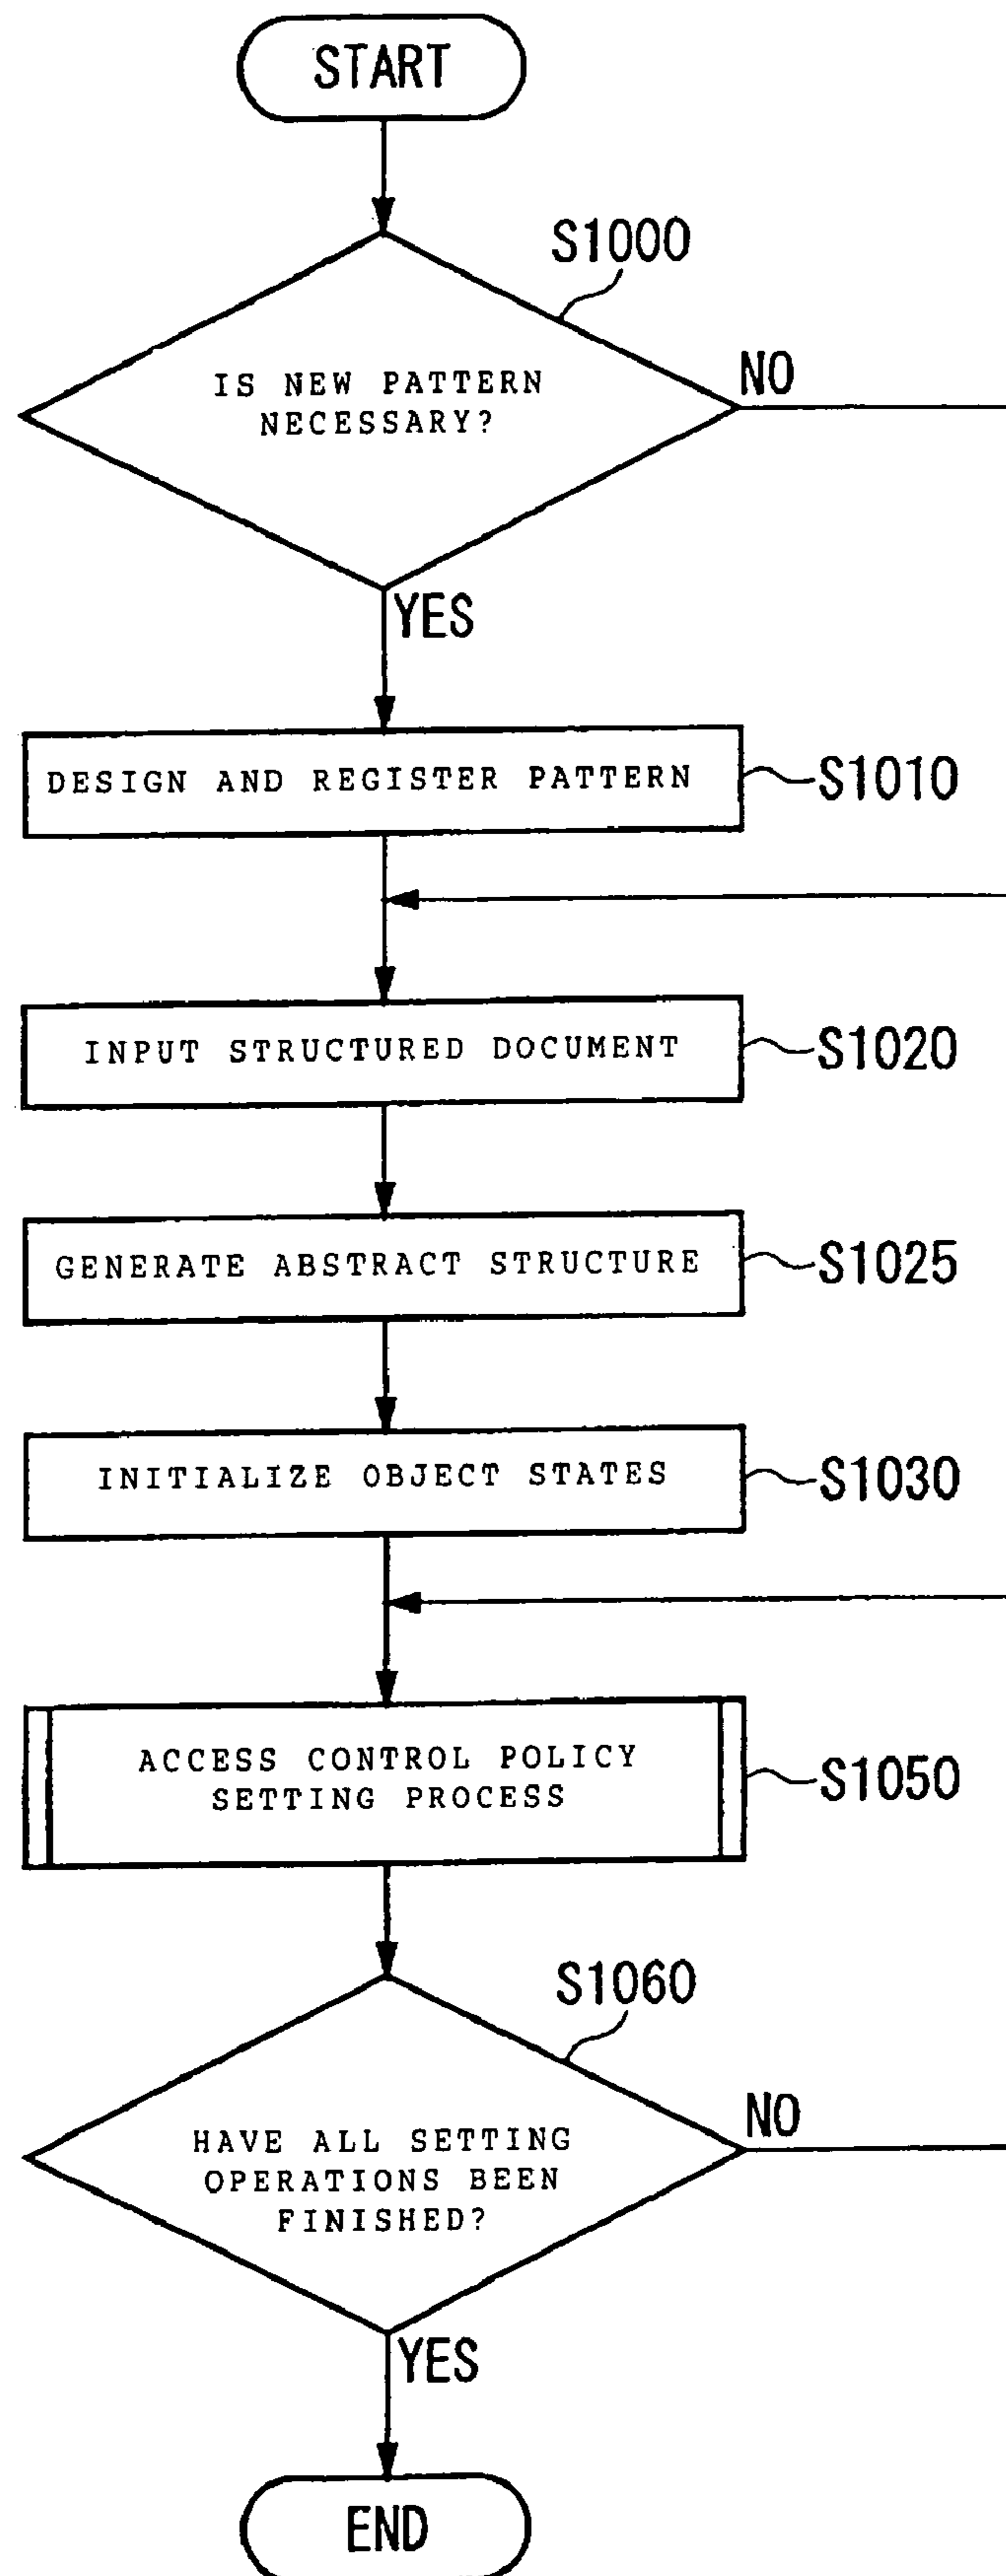 START
S1000
IS NEW PATTERN
NECESSARY?
NO
YES
DESIGN AND REGISTER PATTERN
S1010
INPUT STRUCTURED DOCUMENT
S1020
GENERATE ABSTRACT STRUCTURE
S1025
INITIALIZE OBJECT STATES
S1030
ACCESS CONTROL POLICY
SETTING PROCESS
S1050
S1060
HAVE ALL SETTING
OPERATIONS BEEN
FINISHED?
NO
YES
END